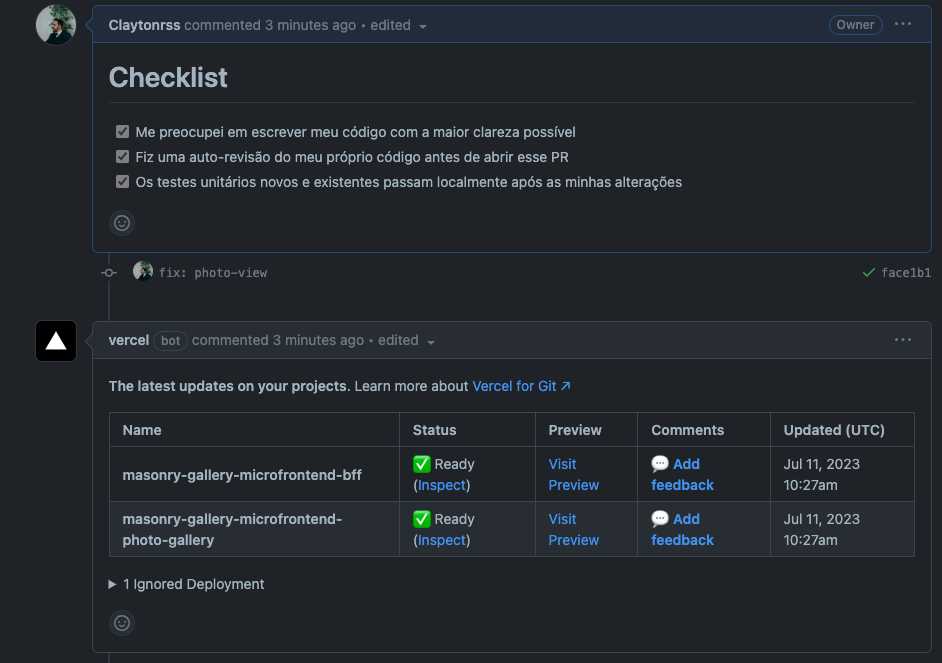 Claytonrss commented 3 minutes ago • edited
Owner
Checklist
Me preocupei em escrever meu código com a maior clareza possível
Fiz uma auto-revisão do meu próprio código antes de abrir esse PR
Os testes unitários novos e existentes passam localmente após as minhas alterações
fix: photo-view
face1b1
vercel bot commented 3 minutes ago • edited
The latest updates on your projects. Learn more about Vercel for Git ↗
Name Status Preview Comments Updated (UTC)
masonry-gallery-microfrontend-bff
✅ Ready
(Inspect)
Visit
Preview
💬 Add
feedback
Jul 11, 2023
10:27am
masonry-gallery-microfrontend-
photo-gallery
✅ Ready
(Inspect)
Visit
Preview
💬 Add
feedback
Jul 11, 2023
10:27am
1 Ignored Deployment